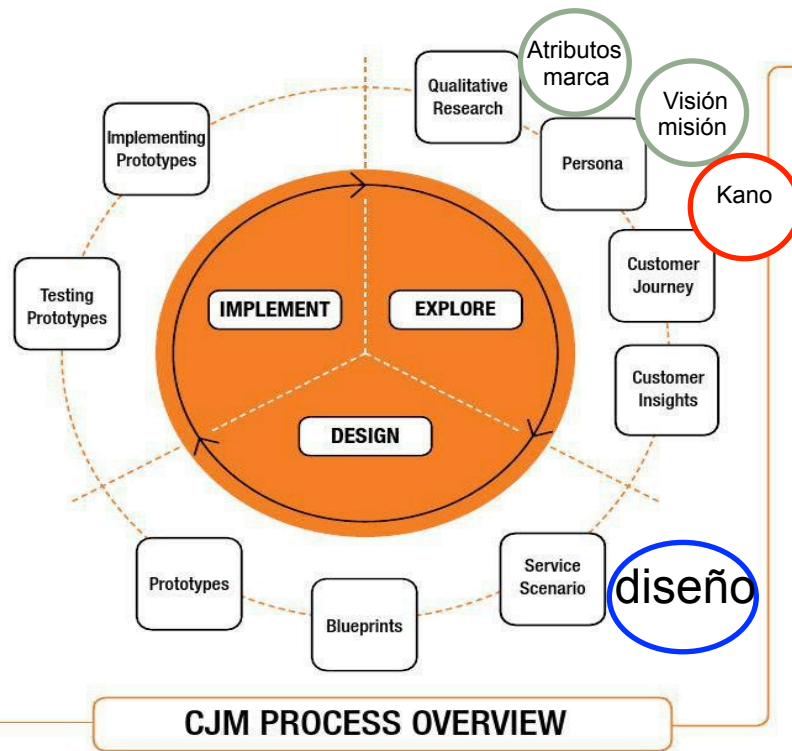 Atributos
marca
Qualitative
Research
Visión
misión
Implementing
Prototypes
Persona
Kano
Customer
Journey
Testing
Prototypes
IMPLEMENT
EXPLORE
Customer
Insights
DESIGN
Prototypes
Blueprints
Service
Scenario
diseño
CJM PROCESS OVERVIEW